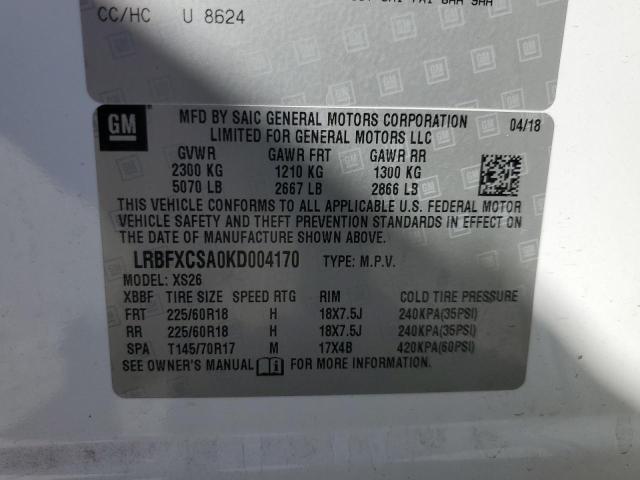 CC/HC U 8624
GM
MFD BY SAIC GENERAL MOTORS CORPORATION
LIMITED FOR GENERAL MOTORS LLC
04/18
GVWR GAWR FRT GAWR RR
2300 KG 1210 KG 1300 KG
5070 LB 2667 LB 2866 LB
THIS VEHICLE CONFORMS TO ALL APPLICABLE U.S. FEDERAL MOTOR
VEHICLE SAFETY AND THEFT PREVENTION STANDARDS IN EFFECT ON
THE DATE OF MANUFACTURE SHOWN ABOVE.
LRBFXCSA0KD004170 TYPE: M.P.V.
MODEL: XS26
XBBF TIRE SIZE SPEED RTG RIM COLD TIRE PRESSURE
FRT 225/60R18 H 18X7.5J 240KPA(35PSI)
RR 225/60R18 H 18X7.5J 240KPA(35PSI)
SPA T145/70R17 M 17X4B 420KPA(60PSI)
SEE OWNER'S MANUAL i FOR MORE INFORMATION.